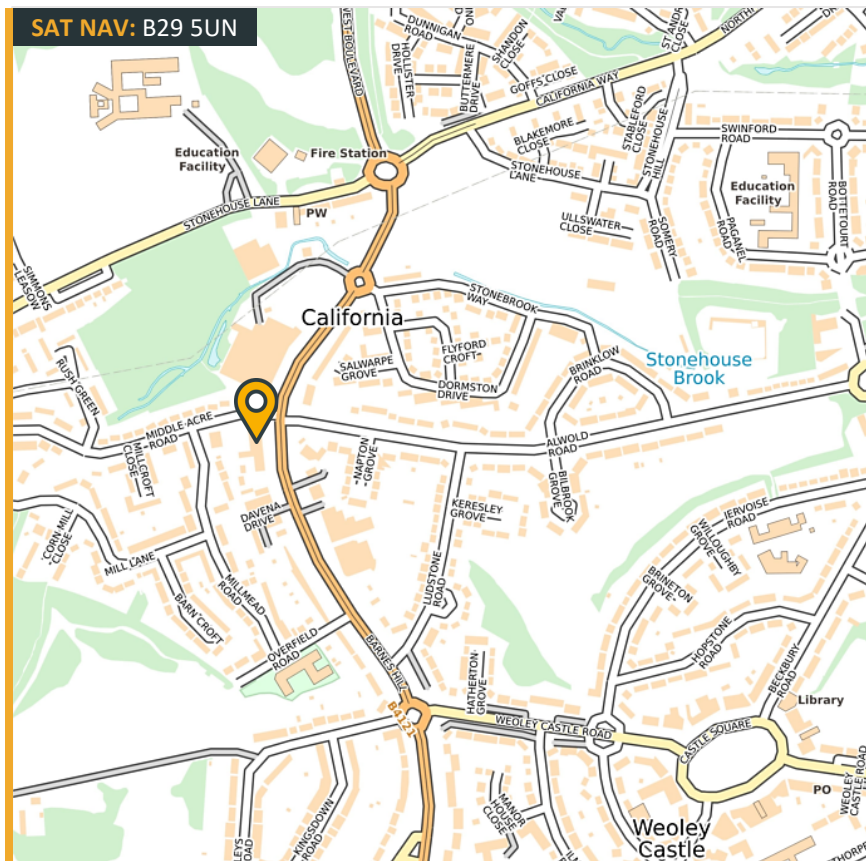 SAT NAV: B29 5UN
WEST BOULEVARD
DUNNIGAN
ROAD
HOLLISTER
DRIVE
BUTTERMERE
DRIVE
SHANDON
CLOSE
GOFFS CLOSE
CALIFORNIA WAY
BLAKEMORE
CLOSE
STABLEFORD
CLOSE
STONEHOUSE
HILL
SWINFORD
ROAD
Education
Facility
Fire Station
STONEHOUSE
LANE
Education
Facility
BOTTETOURT
ROAD
STONEHOUSE LANE
PW
ULLSWATER
CLOSE
SOMERY
ROAD
PAGANEL
ROAD
SIMMONS
LEASOW
STONEBROOK
WAY
California
FLYFORD
CROFT
SALWARPE
GROVE
DORMSTON
DRIVE
BRINKLOW
ROAD
Stonehouse
Brook
RUSH GREEN
MIDDLE ACRE
ROAD
MILLCROFT
CLOSE
NAPTON
GROVE
ALWOLD
ROAD
BILBROOK
GROVE
KERESLEY
GROVE
DAVENA
DRIVE
JERVOISE
ROAD
WILLOUGHBY
GROVE
CORN MILL
CLOSE
MILL LANE
BARN CROFT
MILLMEAD
ROAD
LUDSTONE
ROAD
BRINETON
GROVE
HOPSTONE
ROAD
BECKBURY
ROAD
OVERFIELD
ROAD
BARNES HILL
B4121
HATHERTON
GROVE
WEOLEY CASTLE ROAD
CASTLE SQUARE
Library
PO
WEOLEY
CASTLE ROAD
KINGSDOWN
ROAD
MANOR
HOUSE
CLOSE
Weoley
Castle